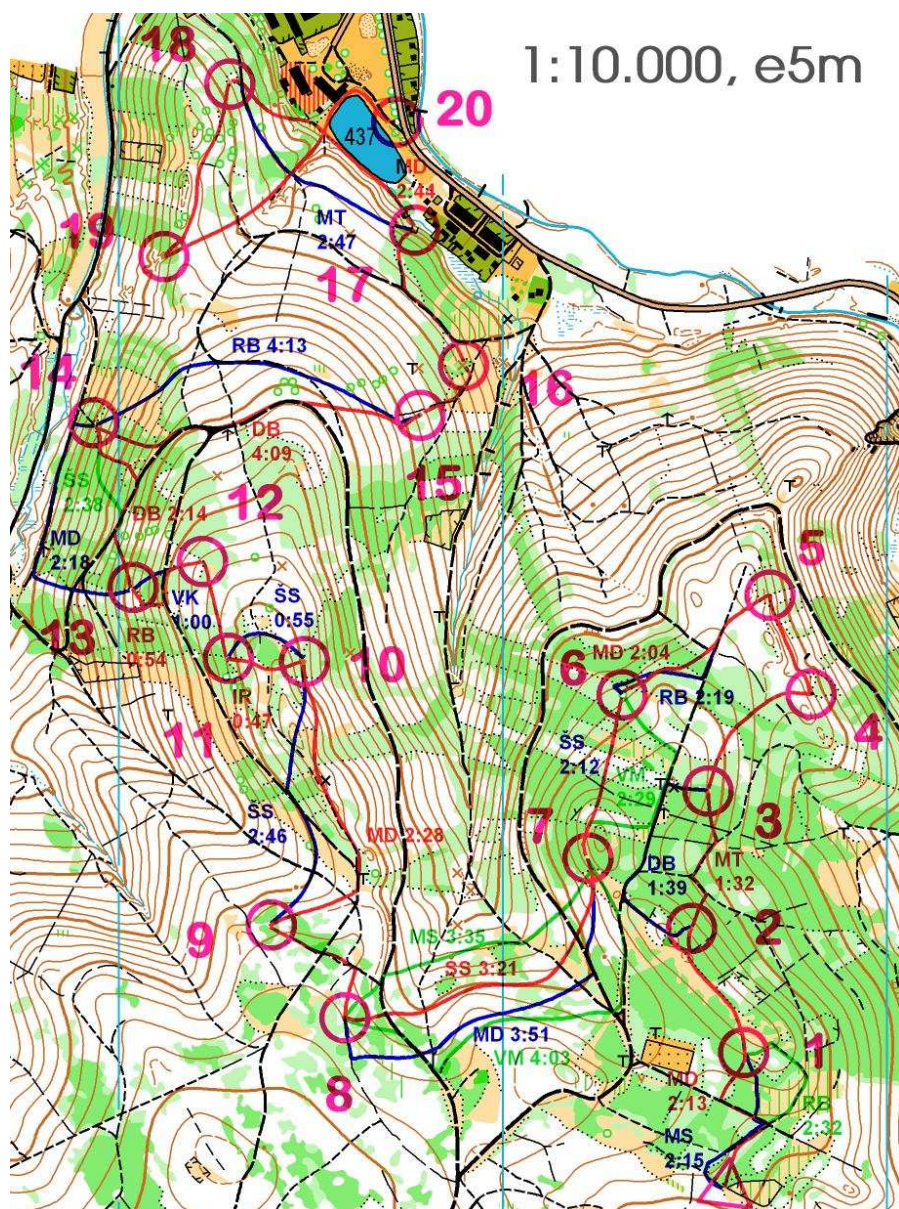 1:10.000, e5m
18
20
437
MD
2:44
MT
2:47
19
17
RB 4:13
14
16
DB
4:09
15
ŠS
2:38
12
DB 2:14
5
MD
2:18
VK
1:00
ŠS
0:55
13
RB
0:54
10
6
MD 2:04
RB 2:19
IR
0:47
4
11
ŠS
2:12
VM
2:29
3
ŠS
2:46
7
MD 2:28
DB
1:39
MT
1:32
9
MS 3:35
2
SS 3:21
MD 3:51
1
VM 4:03
8
MD
2:13
RB
2:32
MS
2:15